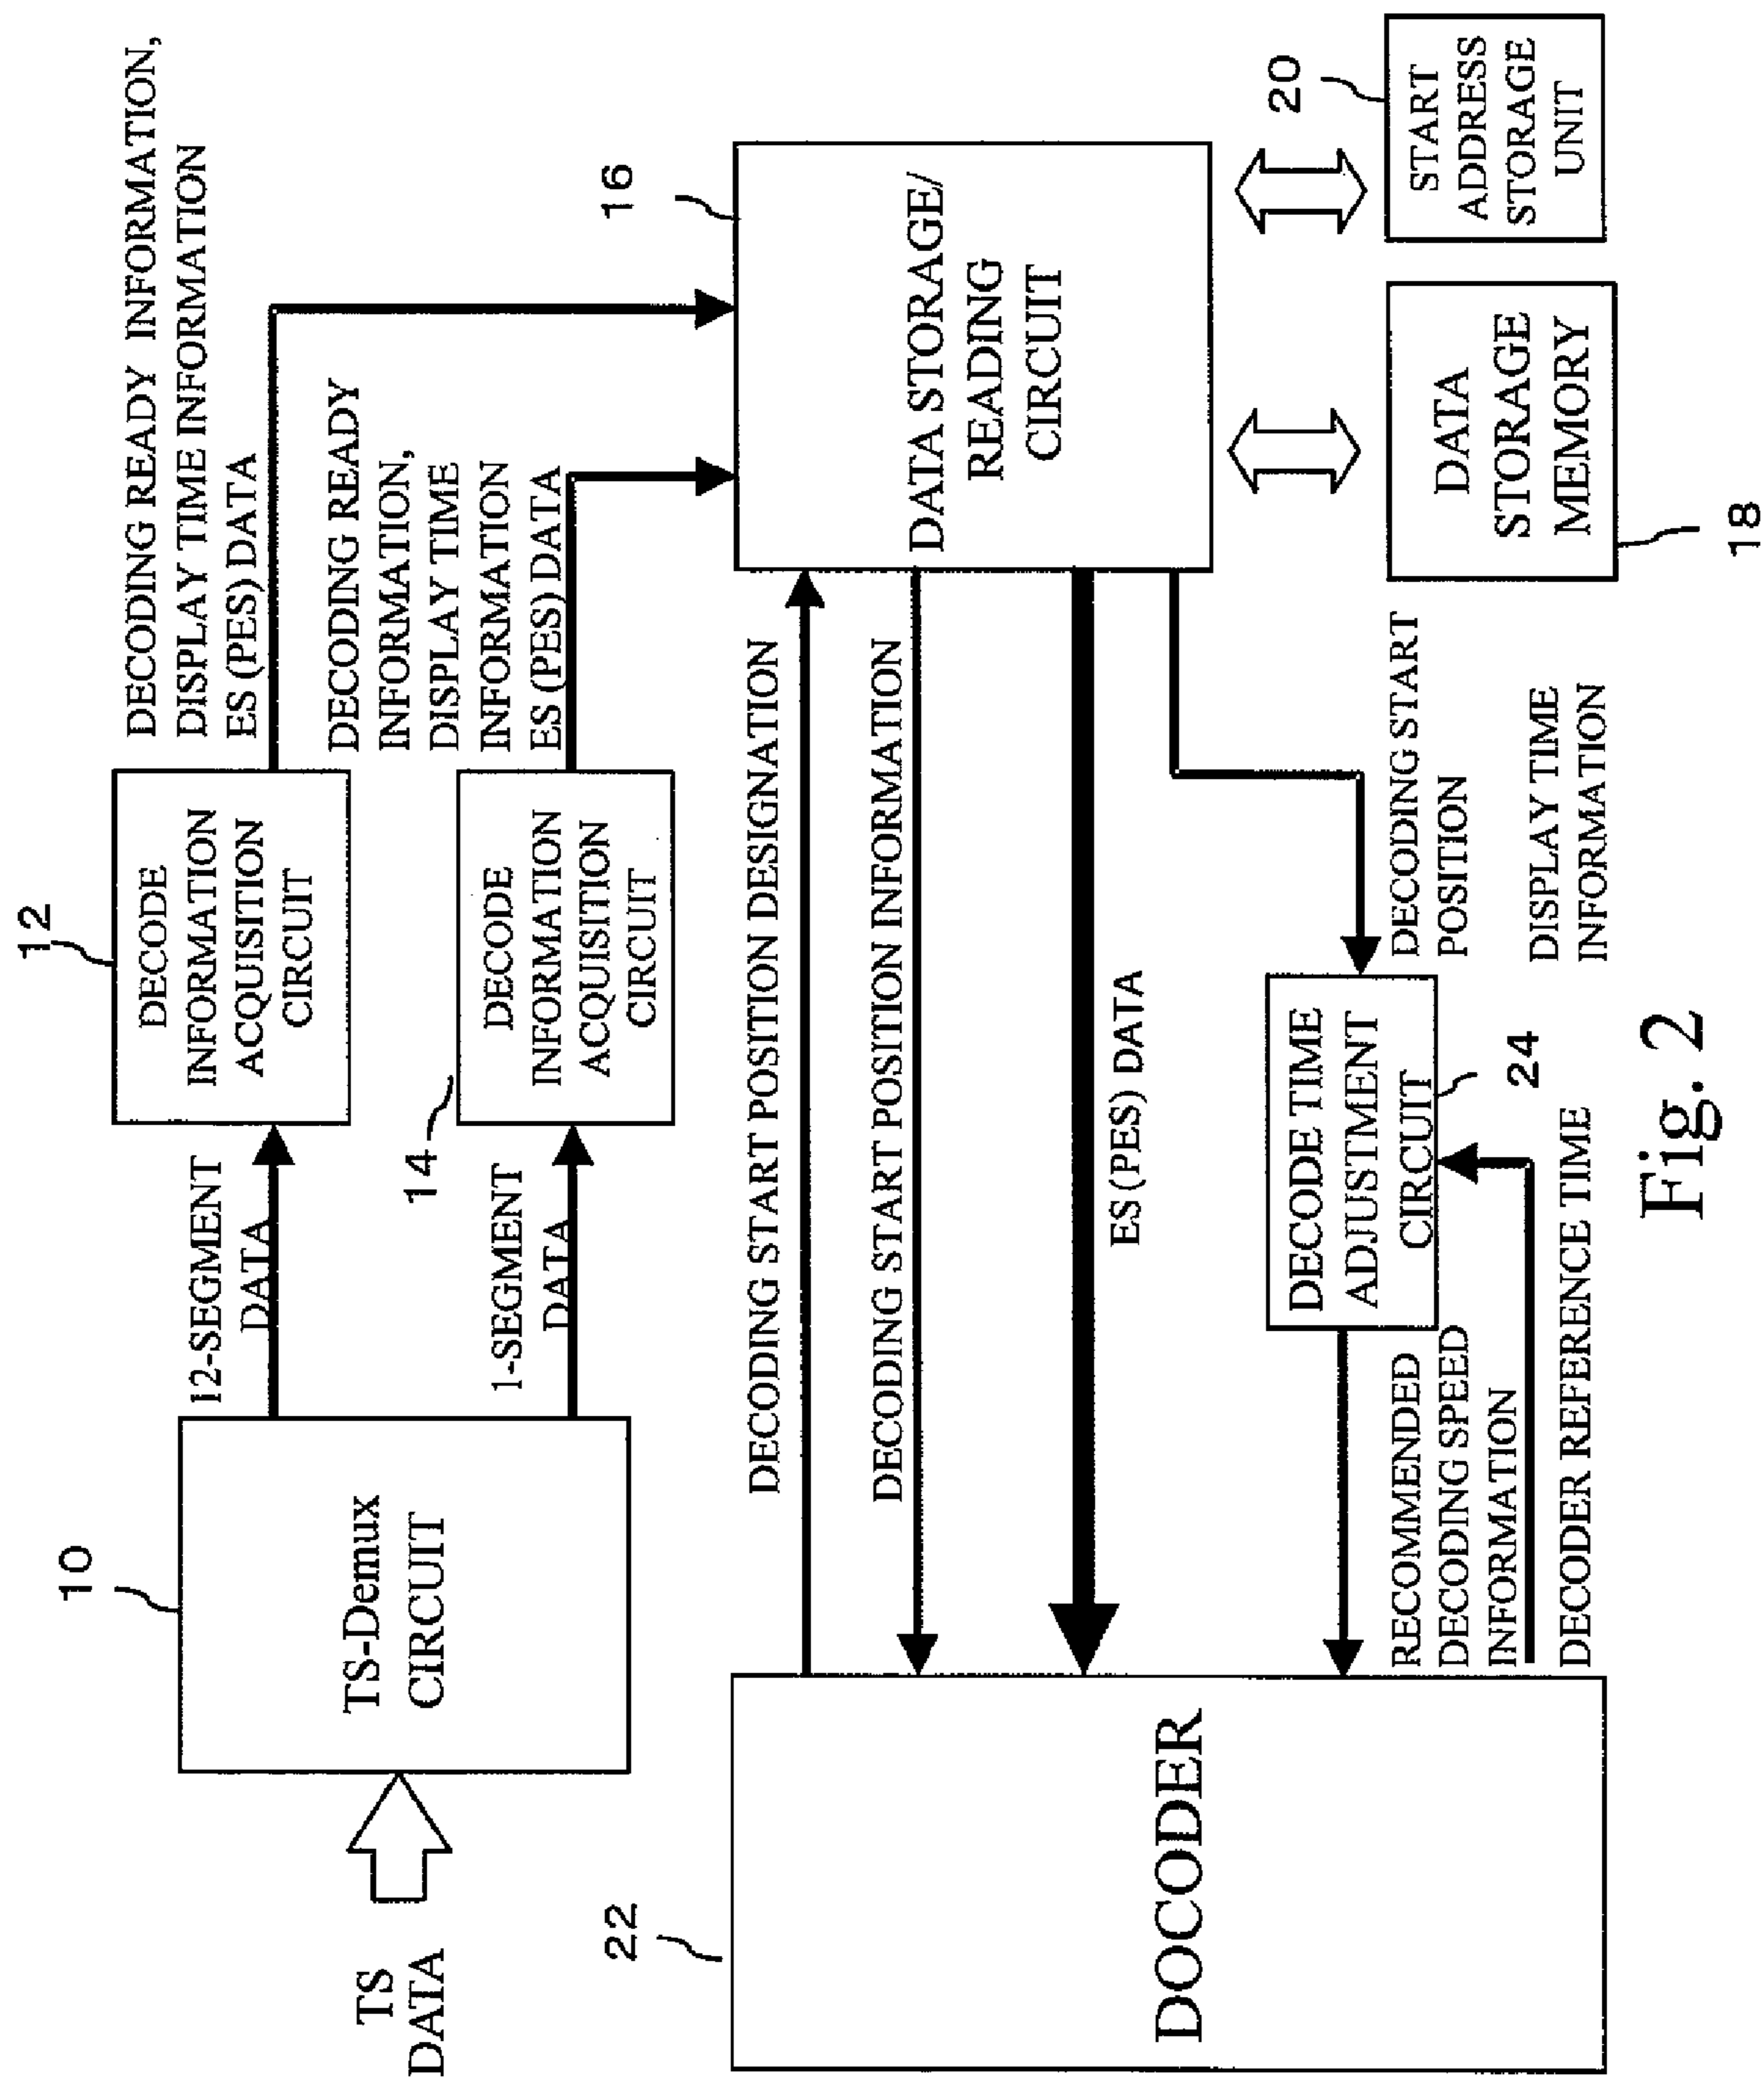 10
TS
DATA
TS-Demux
CIRCUIT
12-SEGMENT
DATA
1-SEGMENT
DATA
12
DECODE
INFORMATION
ACQUISITION
CIRCUIT
14
DECODE
INFORMATION
ACQUISITION
CIRCUIT
DECODING READY INFORMATION,
DISPLAY TIME INFORMATION
ES (PES) DATA
DECODING READY
INFORMATION,
DISPLAY TIME
INFORMATION
ES (PES) DATA
22
DOCODER
DECODING START POSITION DESIGNATION
DECODING START POSITION INFORMATION
ES (PES) DATA
16
DATA STORAGE/
READING
CIRCUIT
DECODE TIME
ADJUSTMENT
CIRCUIT
24
RECOMMENDED
DECODING SPEED
INFORMATION
DECODER REFERENCE TIME
DECODING START
POSITION
DISPLAY TIME
INFORMATION
DATA
STORAGE
MEMORY
18
20
START
ADDRESS
STORAGE
UNIT
Fig. 2